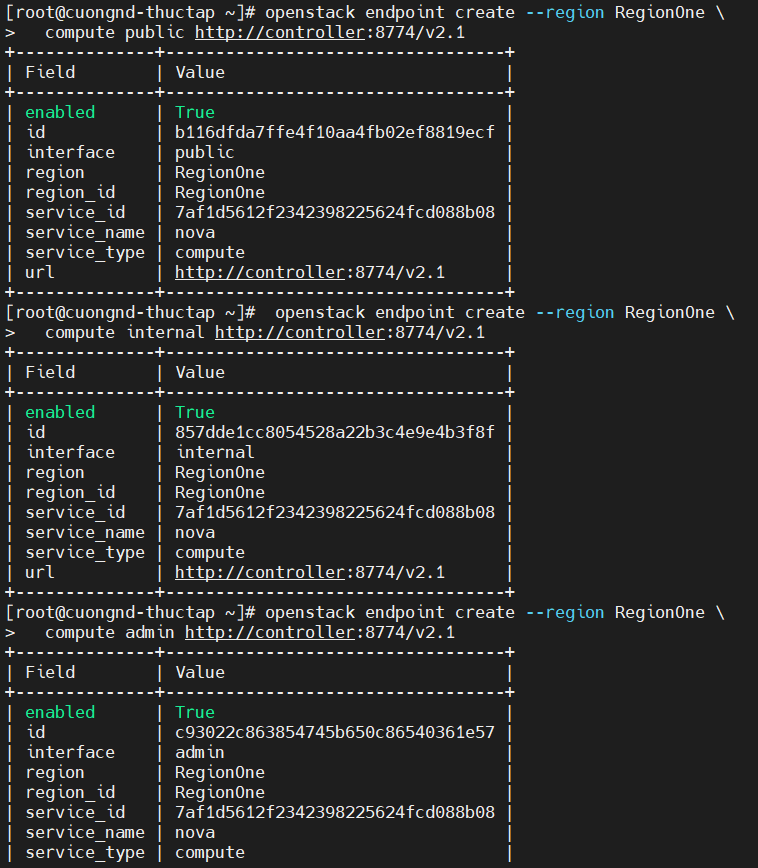 [root@cuongnd-thuctap ~]# openstack endpoint create --region RegionOne \
>   compute public http://controller:8774/v2.1
+--------------+----------------------------------+
| Field        | Value                            |
+--------------+----------------------------------+
| enabled      | True                             |
| id           | b116dfda7ffe4f10aa4fb02ef8819ecf |
| interface    | public                           |
| region       | RegionOne                        |
| region_id    | RegionOne                        |
| service_id   | 7af1d5612f2342398225624fcd088b08 |
| service_name | nova                             |
| service_type | compute                          |
| url          | http://controller:8774/v2.1      |
+--------------+----------------------------------+
[root@cuongnd-thuctap ~]#  openstack endpoint create --region RegionOne \
>   compute internal http://controller:8774/v2.1
+--------------+----------------------------------+
| Field        | Value                            |
+--------------+----------------------------------+
| enabled      | True                             |
| id           | 857dde1cc8054528a22b3c4e9e4b3f8f |
| interface    | internal                         |
| region       | RegionOne                        |
| region_id    | RegionOne                        |
| service_id   | 7af1d5612f2342398225624fcd088b08 |
| service_name | nova                             |
| service_type | compute                          |
| url          | http://controller:8774/v2.1      |
+--------------+----------------------------------+
[root@cuongnd-thuctap ~]# openstack endpoint create --region RegionOne \
>   compute admin http://controller:8774/v2.1
+--------------+----------------------------------+
| Field        | Value                            |
+--------------+----------------------------------+
| enabled      | True                             |
| id           | c93022c863854745b650c86540361e57 |
| interface    | admin                            |
| region       | RegionOne                        |
| region_id    | RegionOne                        |
| service_id   | 7af1d5612f2342398225624fcd088b08 |
| service_name | nova                             |
| service_type | compute                          |